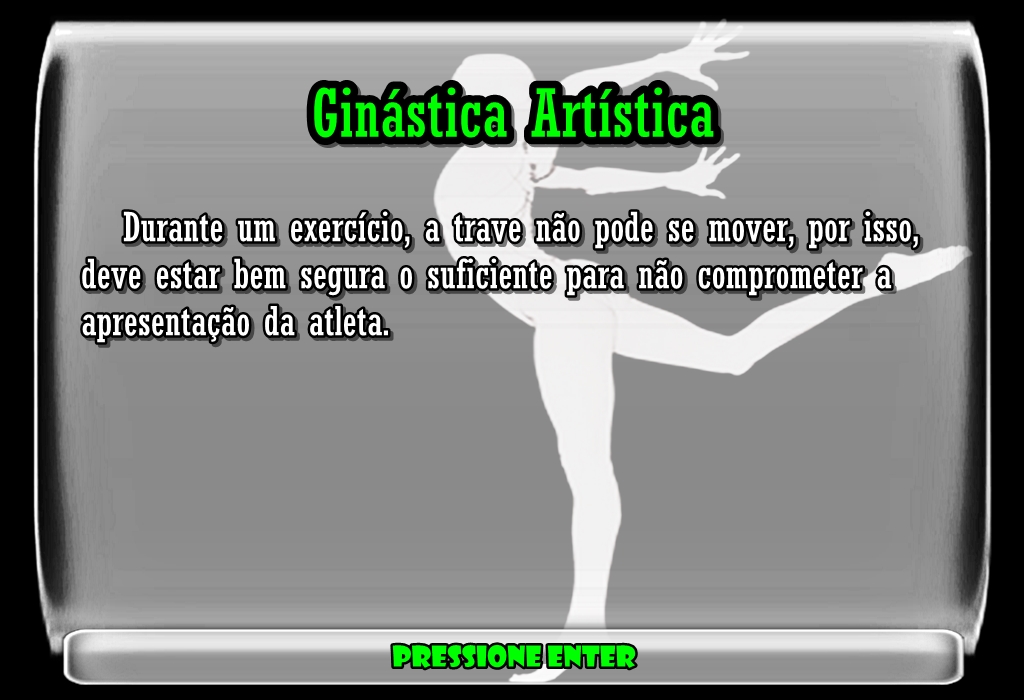 Ginástica Artística
Durante um exercício, a trave não pode se mover, por isso,
deve estar bem segura o suficiente para não comprometer a
apresentação da atleta.
PRESSIONE ENTER